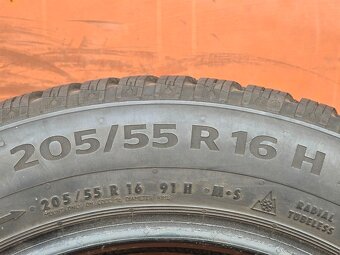 205/55 R 16 H
205/55 R 16 91 H ·M+S
RADIAL
TUBELESS